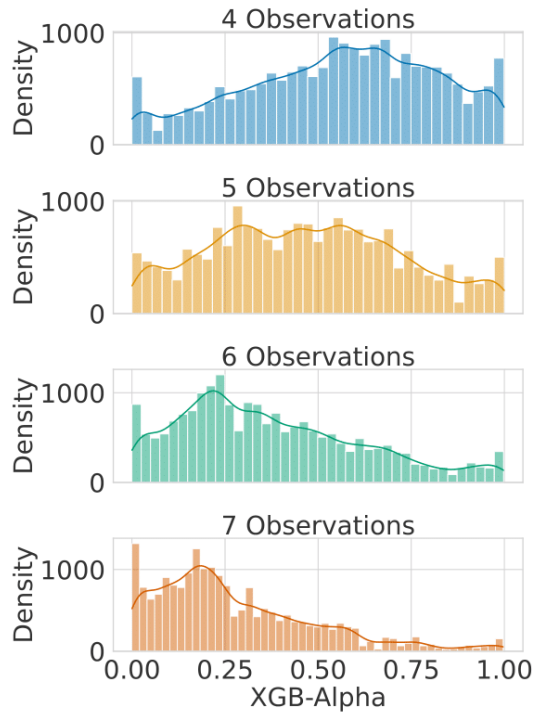 4 Observations
1000
0
Density
5 Observations
1000
0
Density
6 Observations
1000
0
Density
7 Observations
1000
0
Density
0.00 0.25 0.50 0.75 1.00
XGB-Alpha